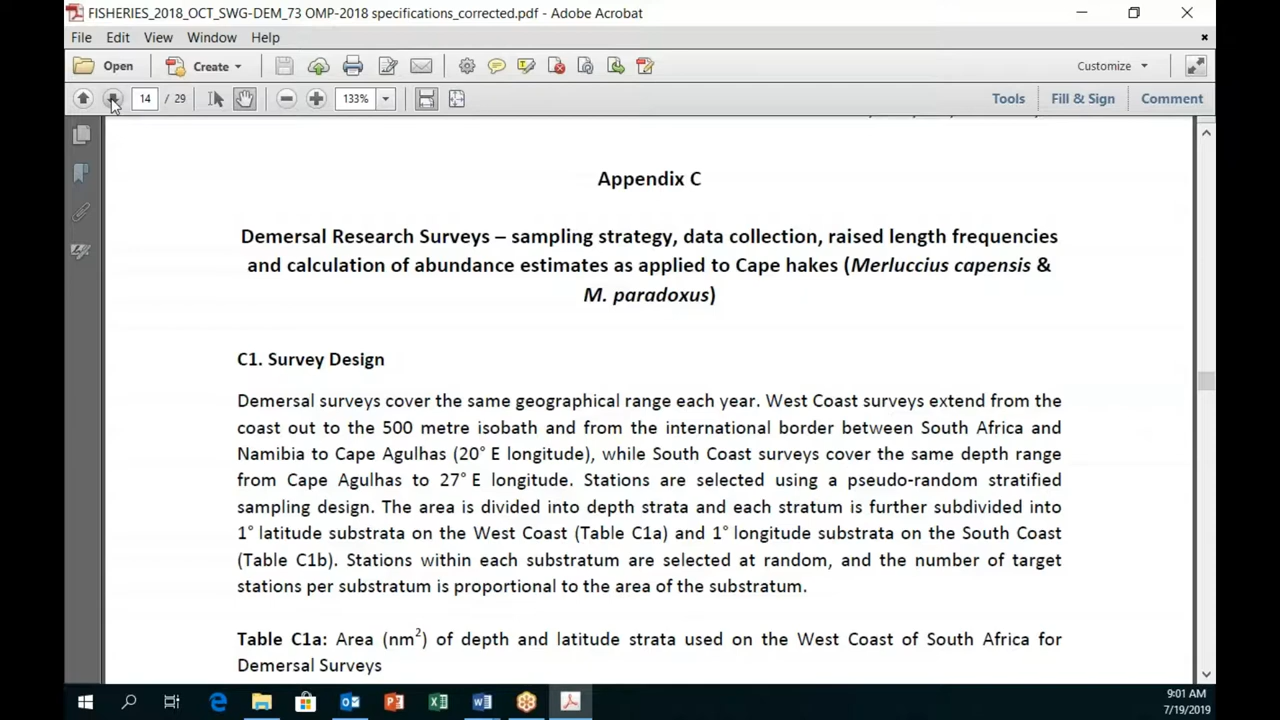 FISHERIES_2018_OCT_SWG-DEM_73 OMP-2018 specifications_corrected.pdf - Adobe Acrobat
File Edit View Window Help
Open Create Customize
14 / 29 133% Tools Fill & Sign Comment
Appendix C
Demersal Research Surveys – sampling strategy, data collection, raised length frequencies
and calculation of abundance estimates as applied to Cape hakes (Merluccius capensis &
M. paradoxus)
C1. Survey Design
Demersal surveys cover the same geographical range each year. West Coast surveys extend from the
coast out to the 500 metre isobath and from the international border between South Africa and
Namibia to Cape Agulhas (20° E longitude), while South Coast surveys cover the same depth range
from Cape Agulhas to 27° E longitude. Stations are selected using a pseudo-random stratified
sampling design. The area is divided into depth strata and each stratum is further subdivided into
1° latitude substrata on the West Coast (Table C1a) and 1° longitude substrata on the South Coast
(Table C1b). Stations within each substratum are selected at random, and the number of target
stations per substratum is proportional to the area of the substratum.
Table C1a: Area (nm²) of depth and latitude strata used on the West Coast of South Africa for
Demersal Surveys
9:01 AM
7/19/2019